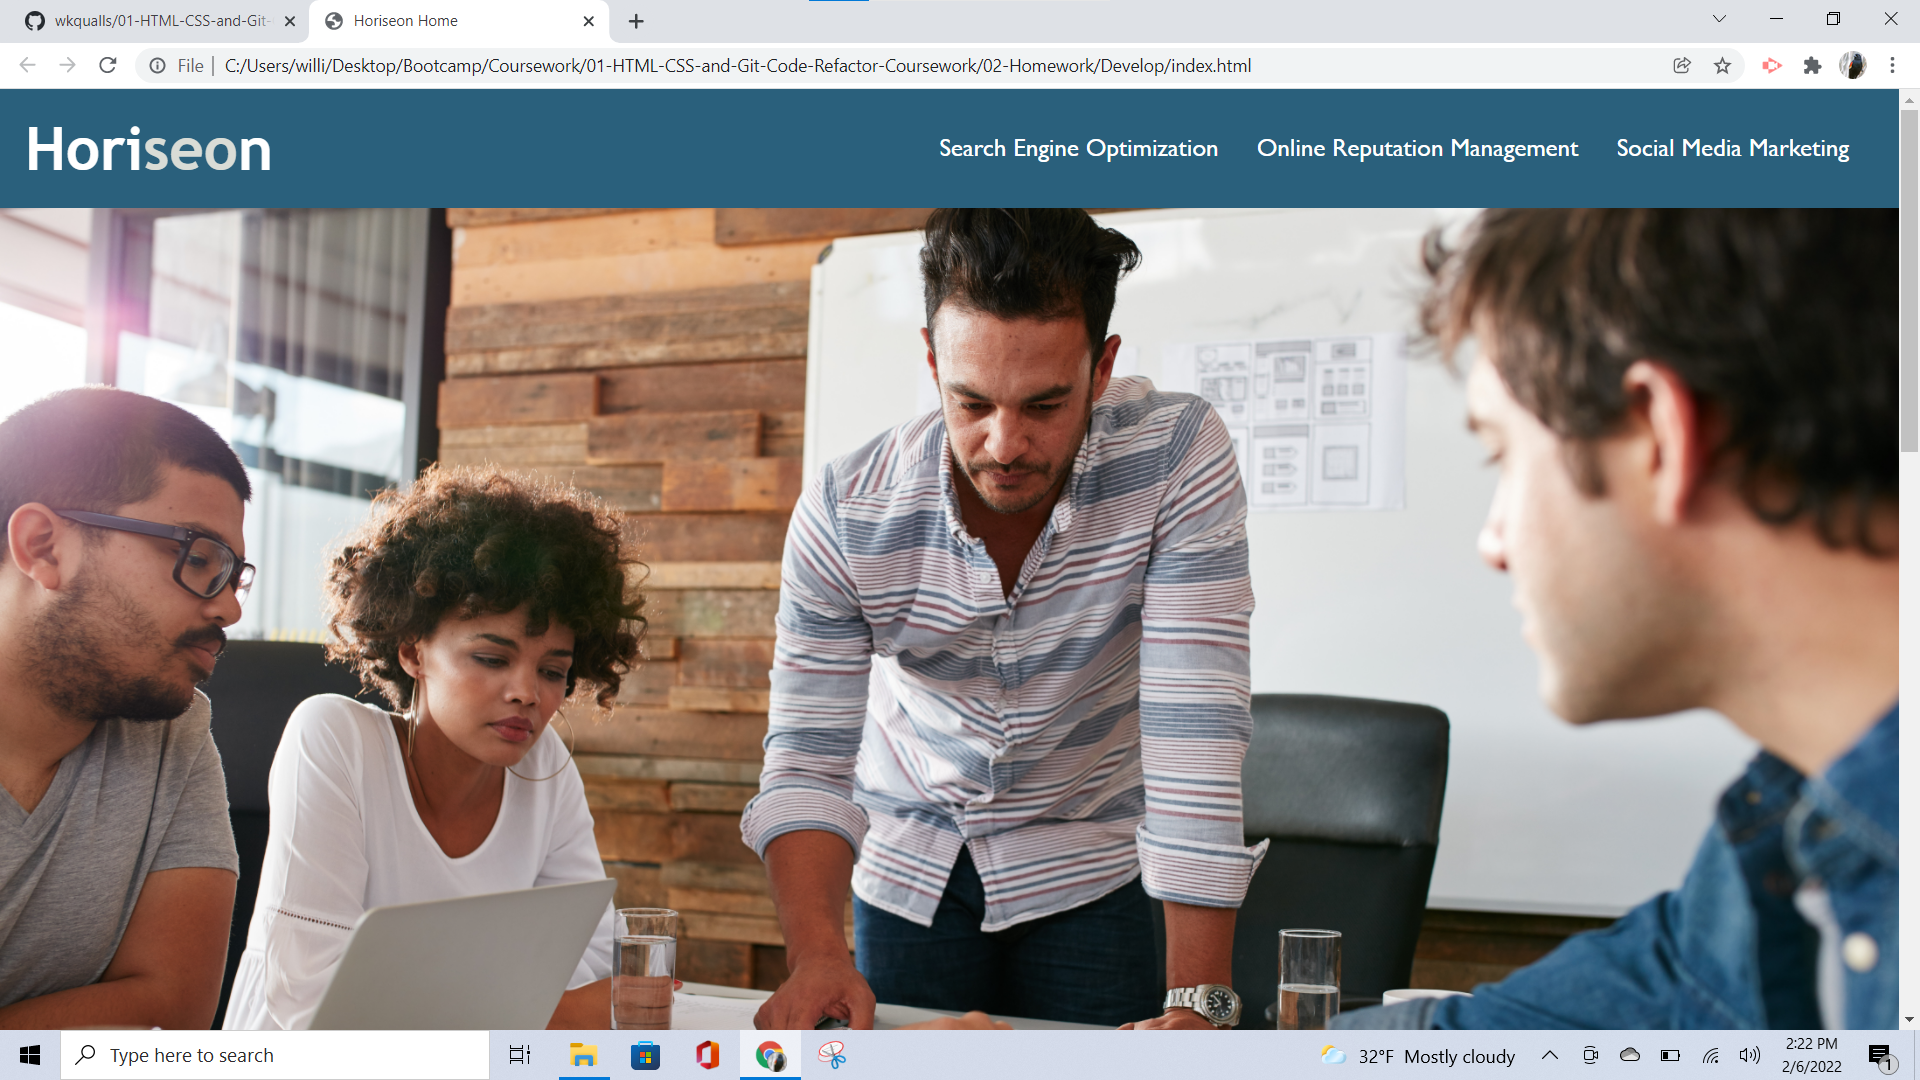 wkqualls/01-HTML-CSS-and-Git-
Horiseon Home
File | C:/Users/willi/Desktop/Bootcamp/Coursework/01-HTML-CSS-and-Git-Code-Refactor-Coursework/02-Homework/Develop/index.html
Horiseon
Search Engine Optimization Online Reputation Management Social Media Marketing
Type here to search
32°F Mostly cloudy
2:22 PM
2/6/2022
1